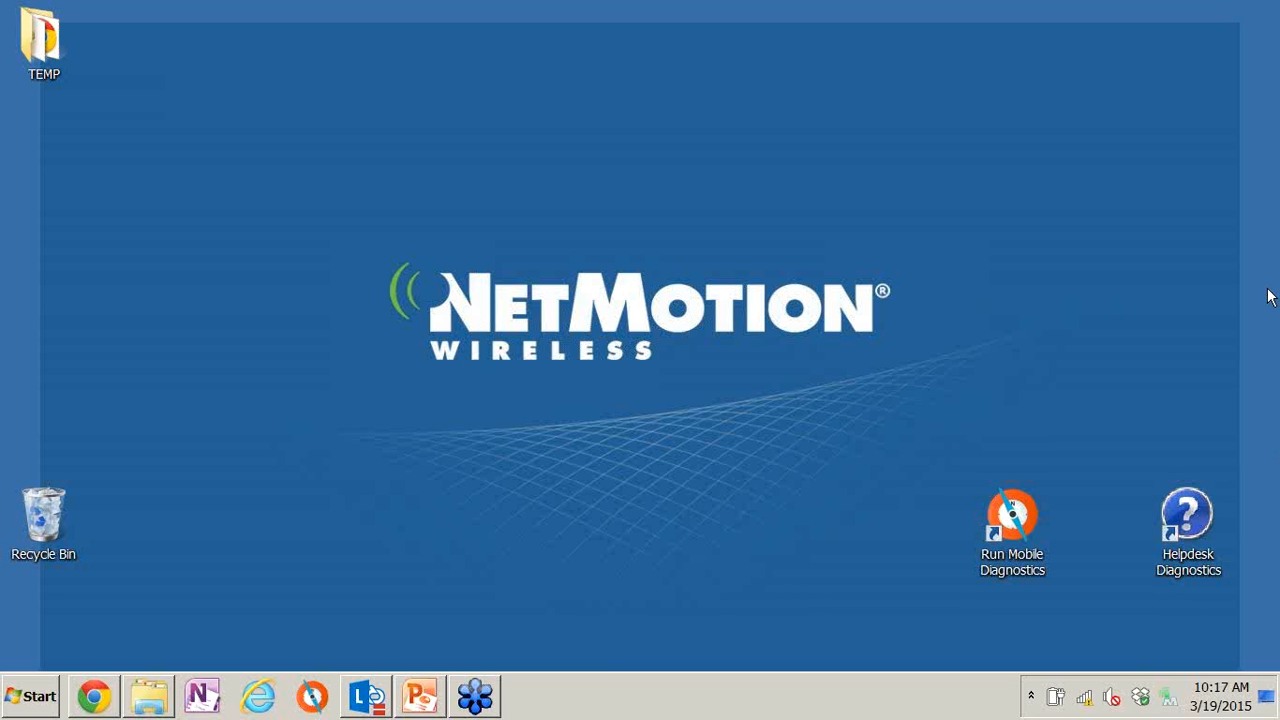 TEMP
NETMOTION®
WIRELESS
Recycle Bin
Run Mobile
Diagnostics
Helpdesk
Diagnostics
Start
10:17 AM
3/19/2015